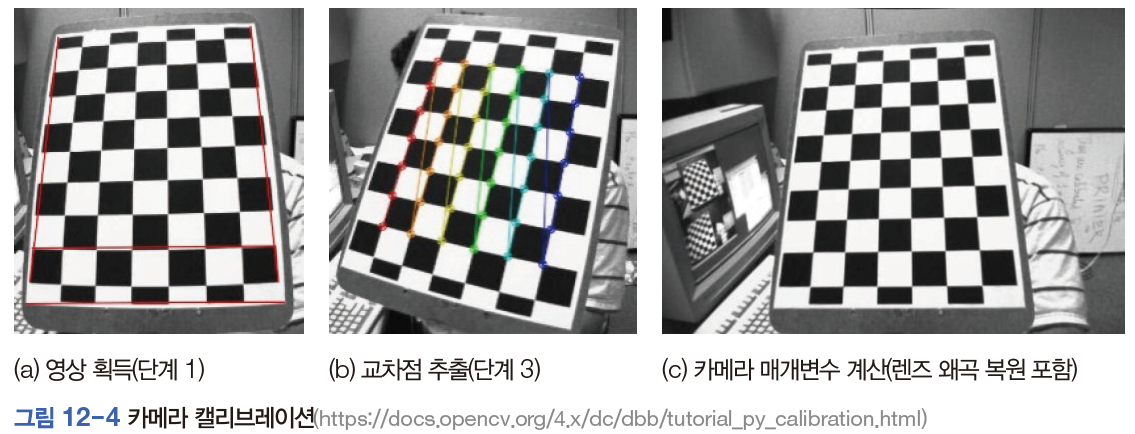 (a) 영상 획득(단계 1)
(b) 교차점 추출(단계 3)
(c) 카메라 매개변수 계산(렌즈 왜곡 복원 포함)
그림 12-4 카메라 캘리브레이션(https://docs.opencv.org/4.x/dc/dbb/tutorial_py_calibration.html)